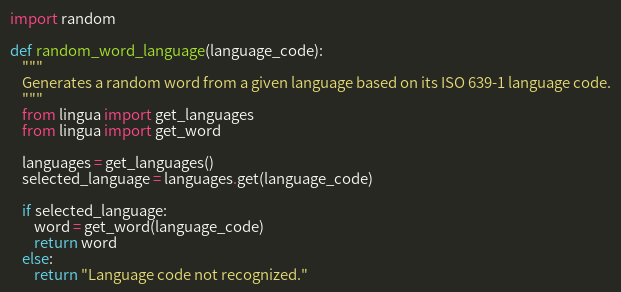 import random
def random_word_language(language_code):
"""
Generates a random word from a given language based on its ISO 639-1 language code.
"""
from lingua import get_languages
from lingua import get_word
languages = get_languages()
selected_language = languages.get(language_code)
if selected_language:
word = get_word(language_code)
return word
else:
return "Language code not recognized."